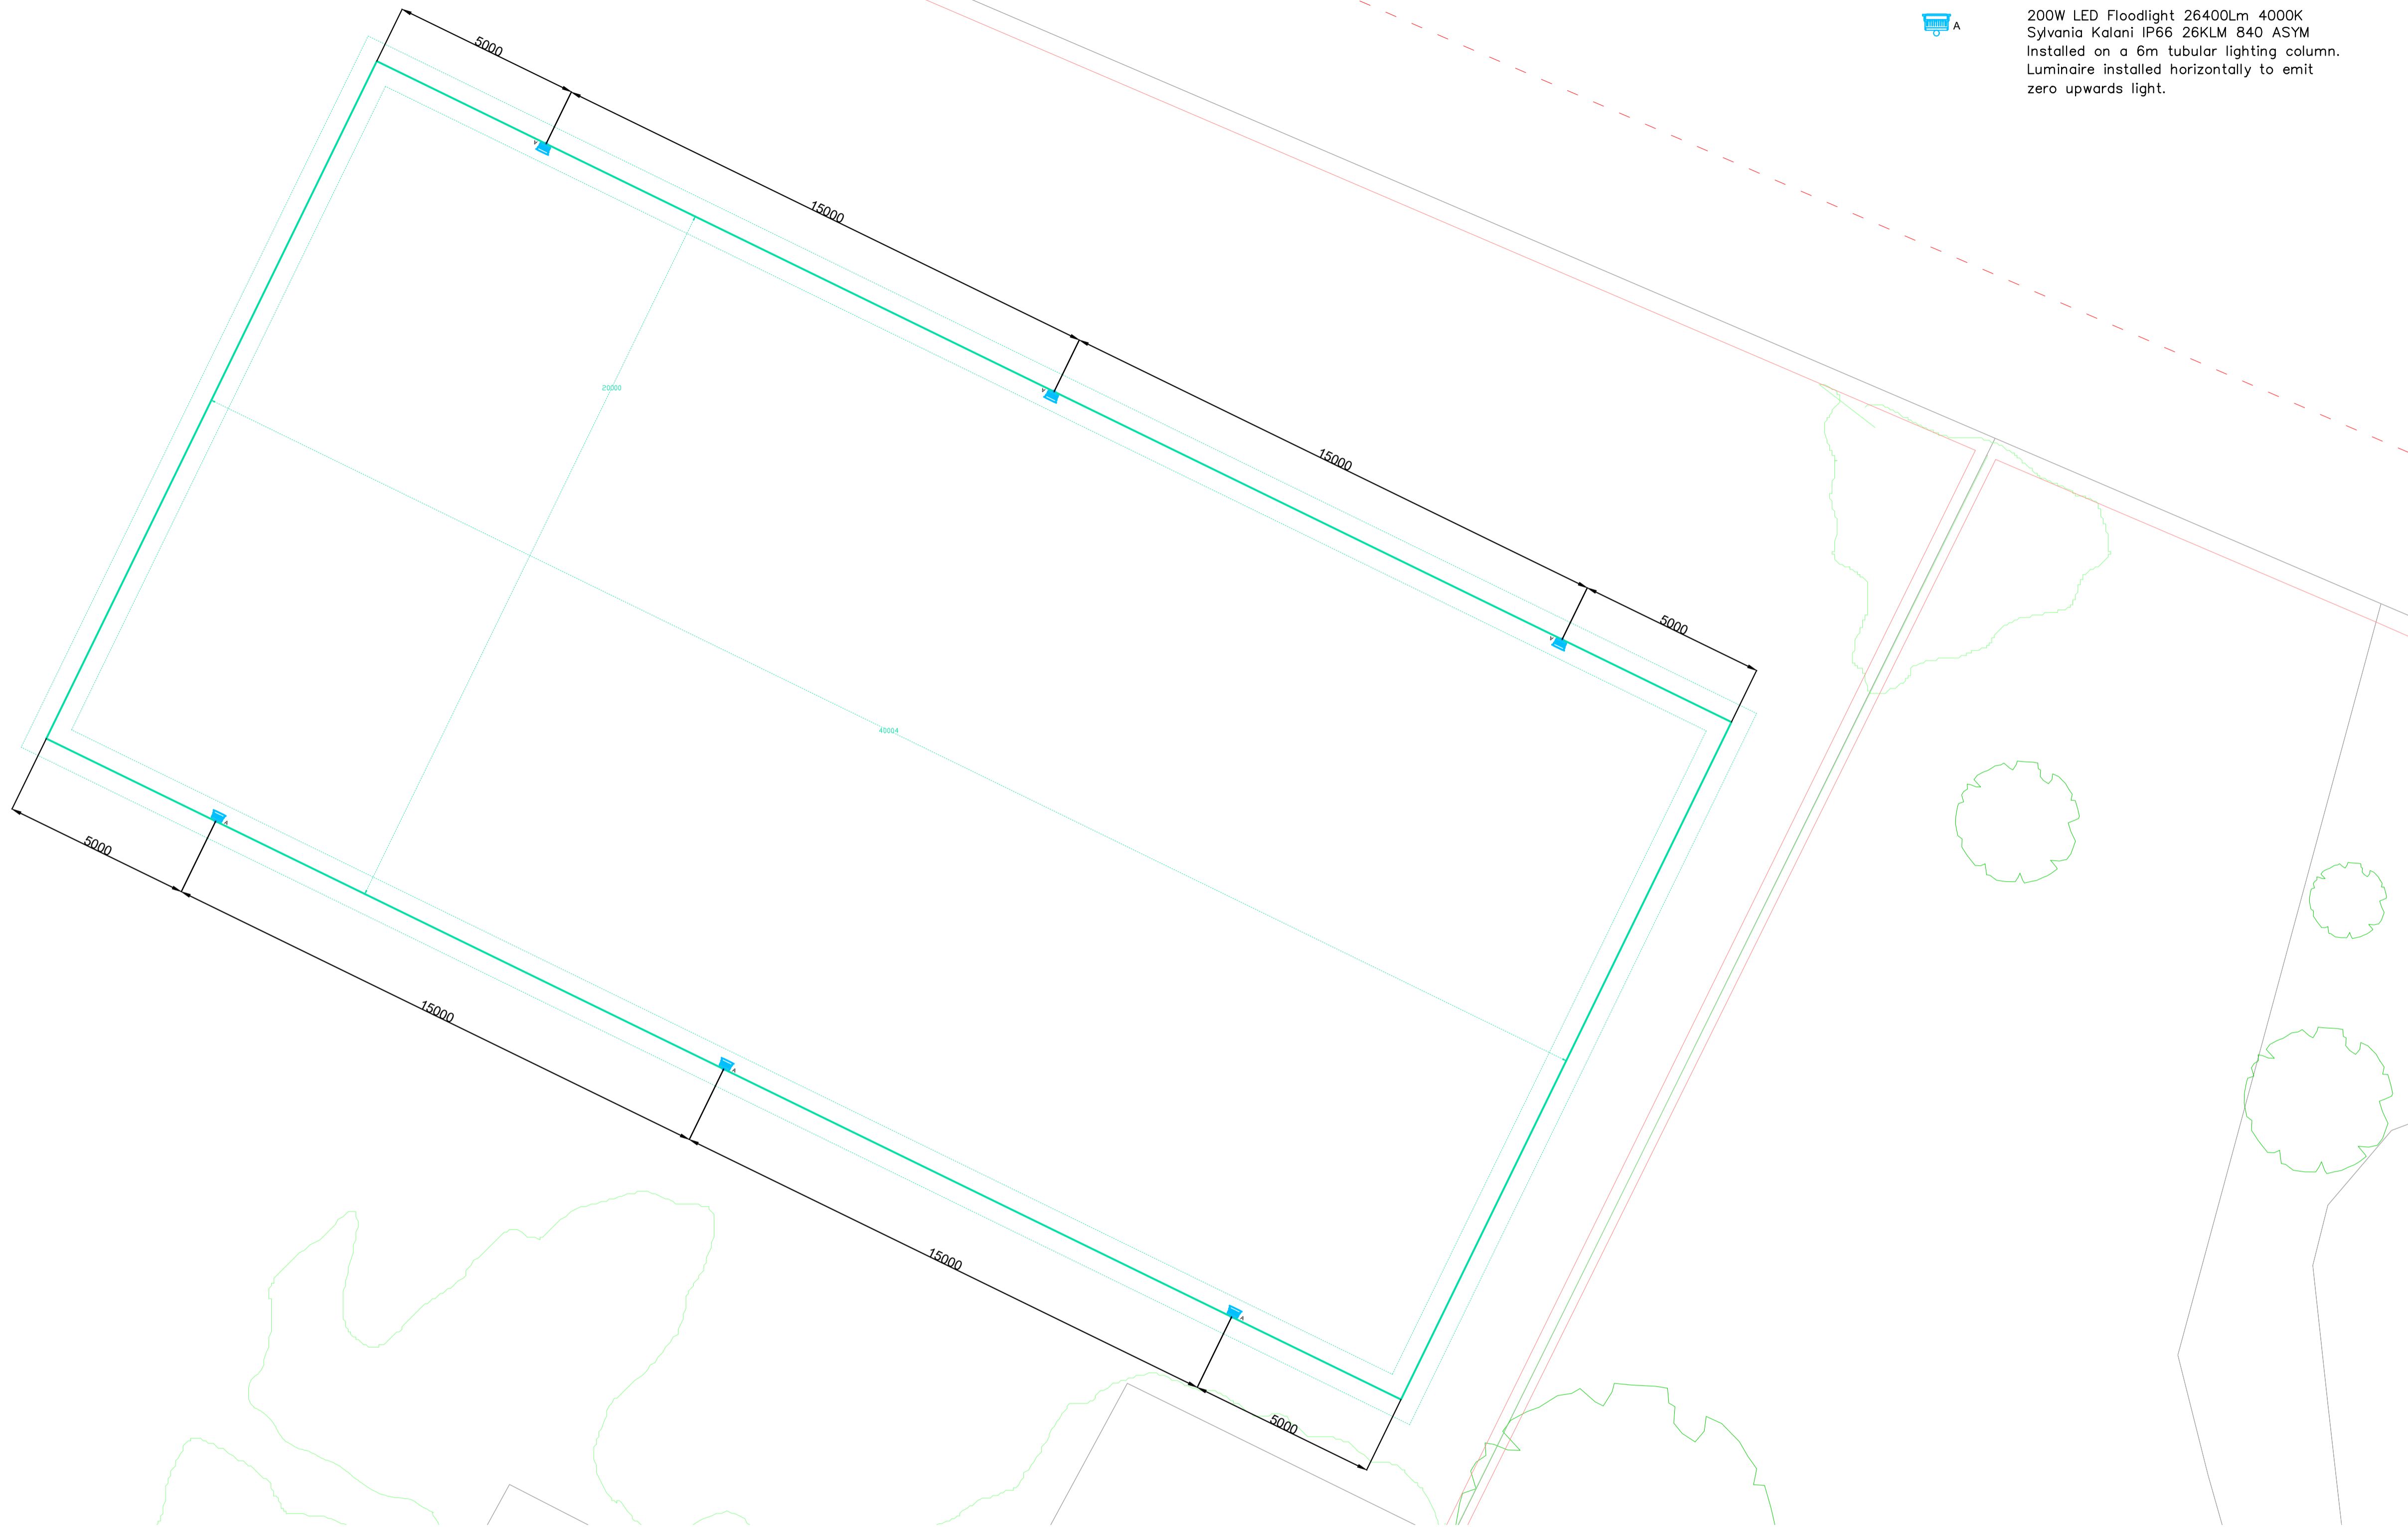 A
200W LED Floodlight 26400Lm 4000K
Sylvania Kalani IP66 26KLM 840 ASYM
Installed on a 6m tubular lighting column.
Luminaire installed horizontally to emit
zero upwards light.
5000
A
15000
20000
A
15000
5000
A
40004
A
5000
15000
A
15000
A
5000